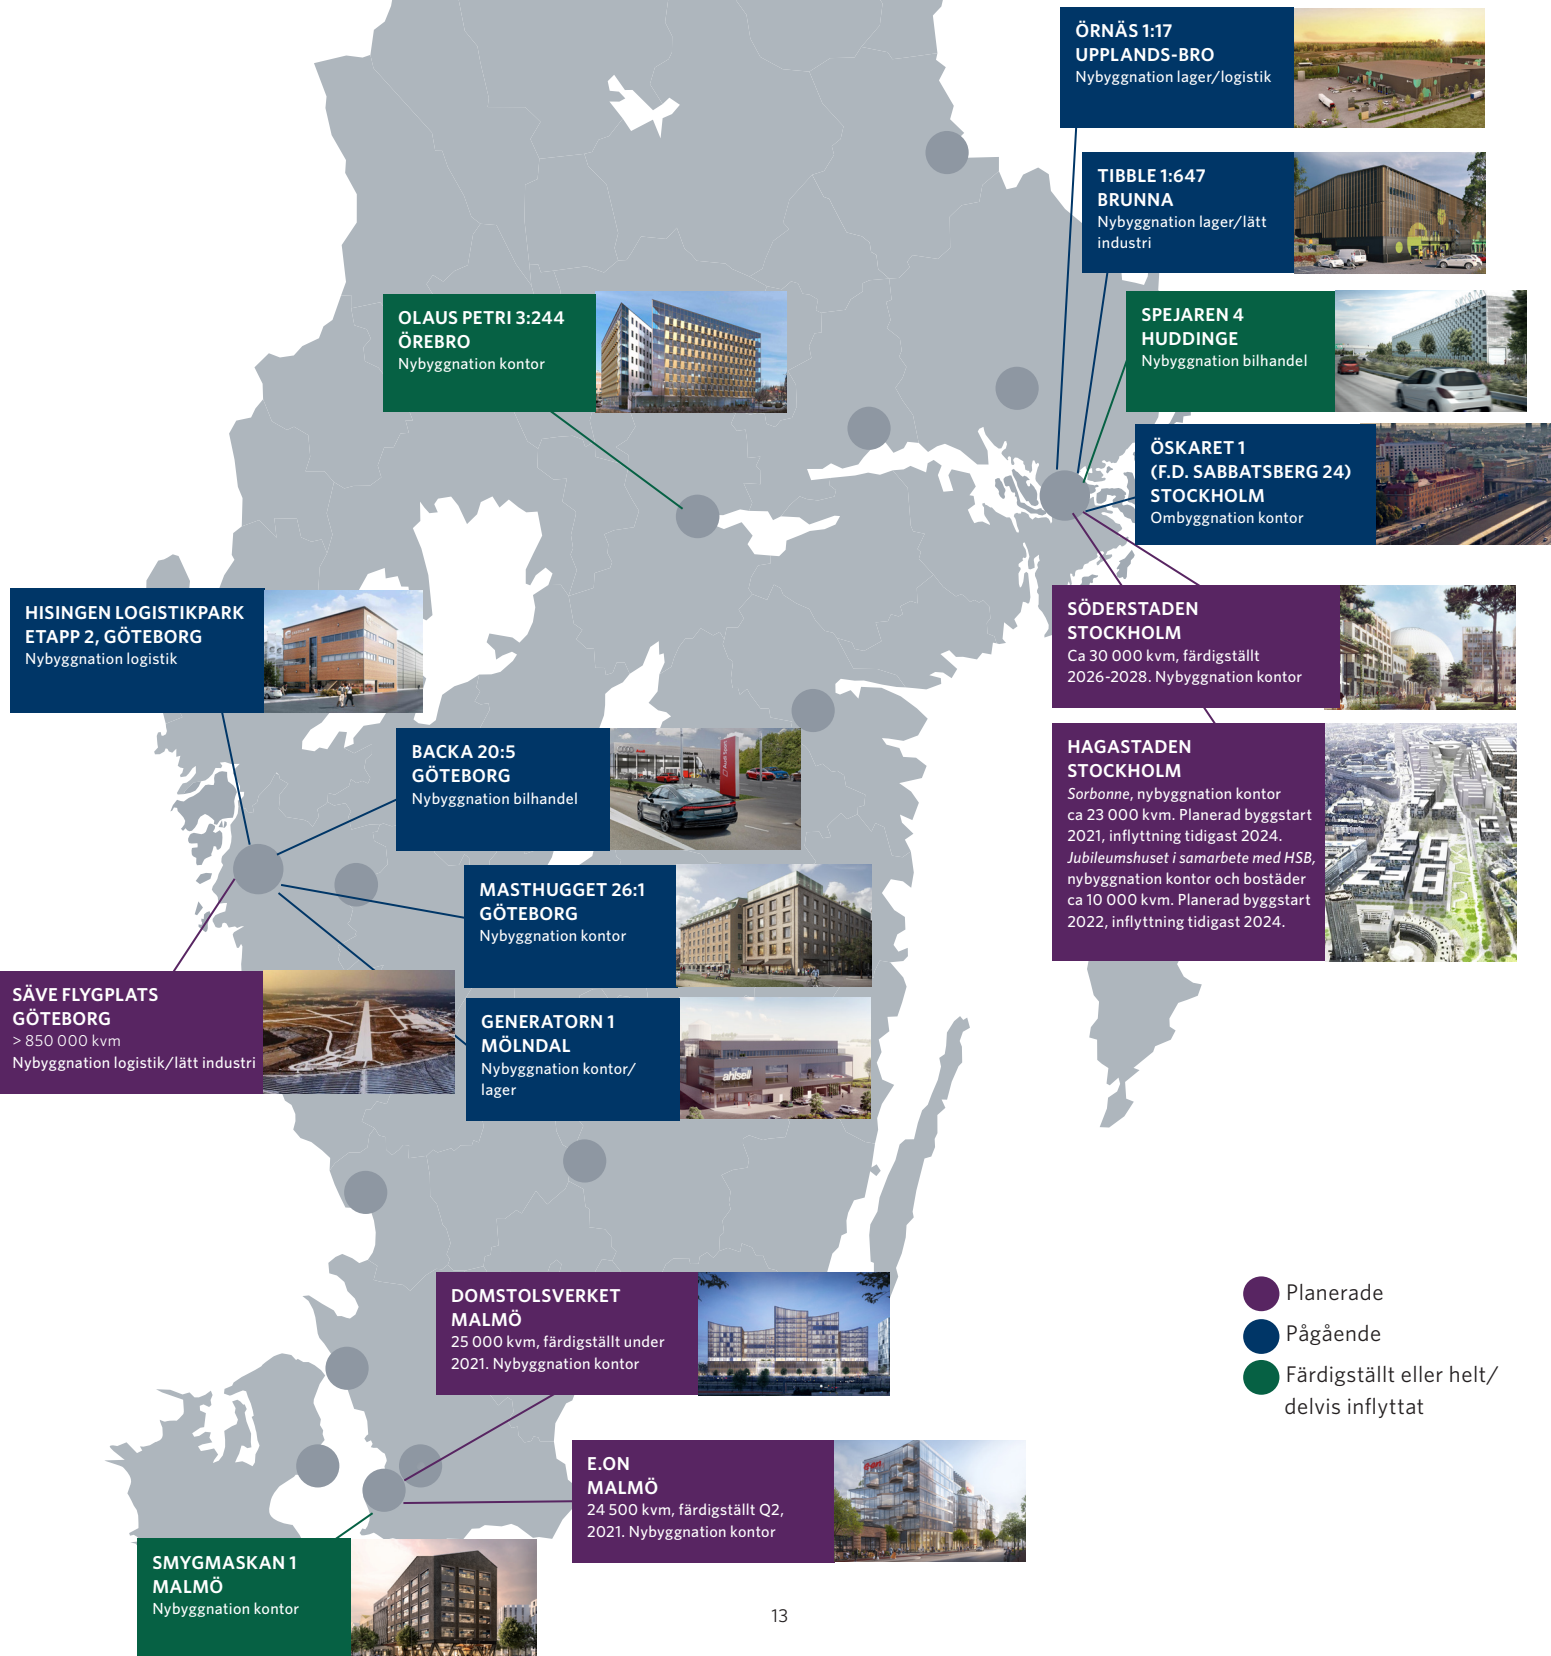 ÖRNÄS 1:17
UPPLANDS-BRO
Nybyggnation lager/logistik
TIBBLE 1:647
BRUNNA
Nybyggnation lager/lätt
industri
OLAUS PETRI 3:244
ÖREBRO
Nybyggnation kontor
SPEJAREN 4
HUDDINGE
Nybyggnation bilhandel
ÖSKARET 1
(F.D. SABBATSBERG 24)
STOCKHOLM
Ombyggnation kontor
HISINGEN LOGISTIKPARK
ETAPP 2, GÖTEBORG
Nybyggnation logistik
SÖDERSTADEN
STOCKHOLM
Ca 30 000 kvm, färdigställt
2026-2028. Nybyggnation kontor
BACKA 20:5
GÖTEBORG
Nybyggnation bilhandel
Audi Sport
HAGASTADEN
STOCKHOLM
Sorbonne, nybyggnation kontor
ca 23 000 kvm. Planerad byggstart
2021, inflyttning tidigast 2024.
Jubileumshuset i samarbete med HSB,
nybyggnation kontor och bostäder
ca 10 000 kvm. Planerad byggstart
2022, inflyttning tidigast 2024.
MASTHUGGET 26:1
GÖTEBORG
Nybyggnation kontor
SÄVE FLYGPLATS
GÖTEBORG
> 850 000 kvm
Nybyggnation logistik/lätt industri
GENERATORN 1
MÖLNDAL
Nybyggnation kontor/
lager
ahlsell
DOMSTOLSVERKET
MALMÖ
25 000 kvm, färdigställt under
2021. Nybyggnation kontor
Planerade
Pågående
Färdigställt eller helt/
delvis inflyttat
E.ON
MALMÖ
24 500 kvm, färdigställt Q2,
2021. Nybyggnation kontor
e.on
SMYGMASKAN 1
MALMÖ
Nybyggnation kontor
13